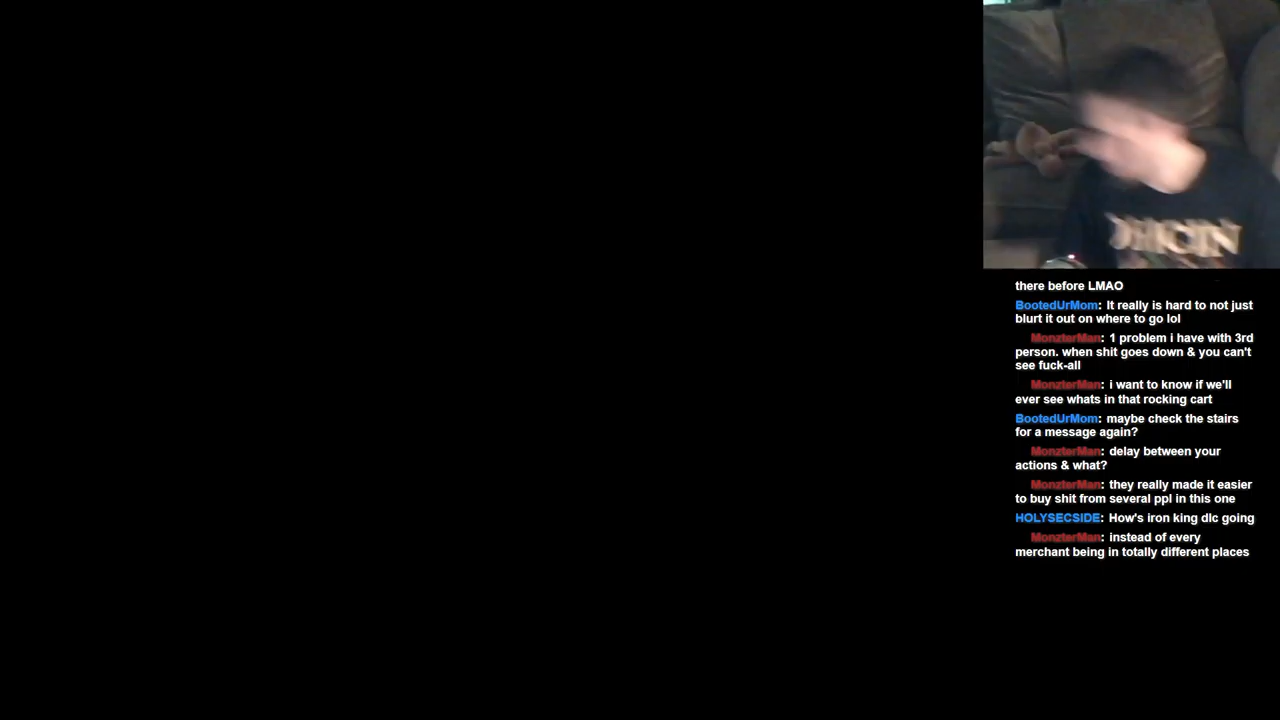 there before LMAO
BootedUrMom: It really is hard to not just
blurt it out on where to go lol
MonzterMan: 1 problem i have with 3rd
person. when shit goes down & you can't
see fuck-all
MonzterMan: i want to know if we'll
ever see whats in that rocking cart
BootedUrMom: maybe check the stairs
for a message again?
MonzterMan: delay between your
actions & what?
MonzterMan: they really made it easier
to buy shit from several ppl in this one
HOLYSECSIDE: How's iron king dlc going
MonzterMan: instead of every
merchant being in totally different places